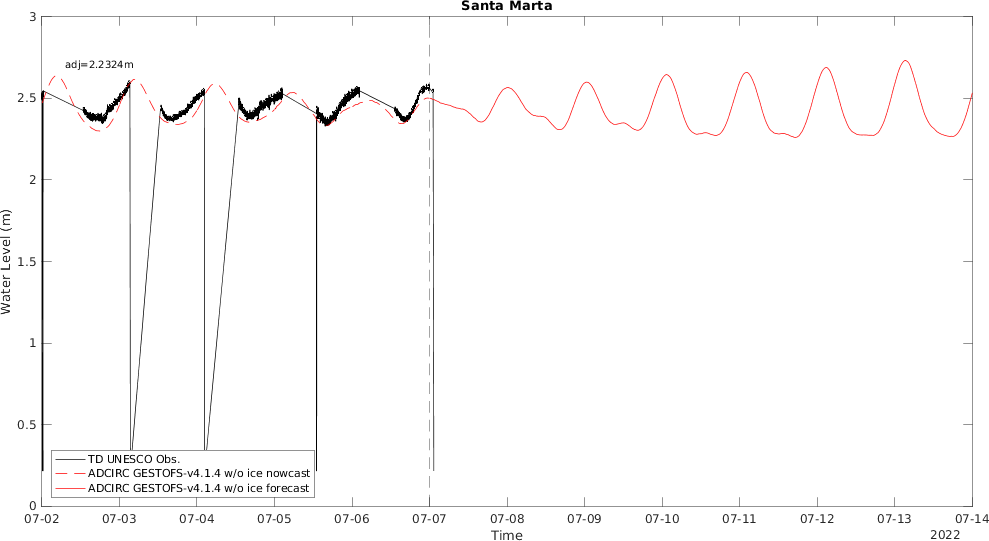 Santa Marta
3
adj=2.2324m
2.5
2
1.5
1
0.5
0
Water Level (m)
TD UNESCO Obs.
ADCIRC GESTOFS-v4.1.4 w/o ice nowcast
ADCIRC GESTOFS-v4.1.4 w/o ice forecast
07-02 07-03 07-04 07-05 07-06 07-07 07-08 07-09 07-10 07-11 07-12 07-13 07-14
Time
2022